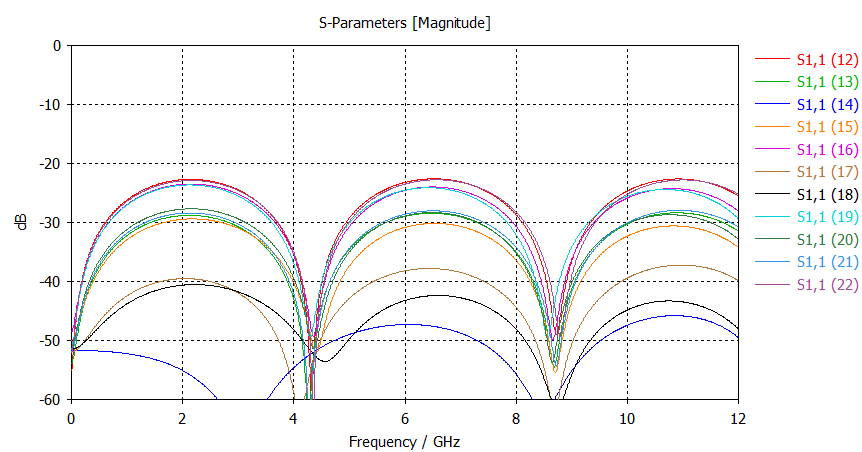 S-Parameters [Magnitude]
0
-10
-20
-30
-40
-50
-60
dB
0 2 4 6 8 10 12
Frequency / GHz
S1,1 (12)
S1,1 (13)
S1,1 (14)
S1,1 (15)
S1,1 (16)
S1,1 (17)
S1,1 (18)
S1,1 (19)
S1,1 (20)
S1,1 (21)
S1,1 (22)